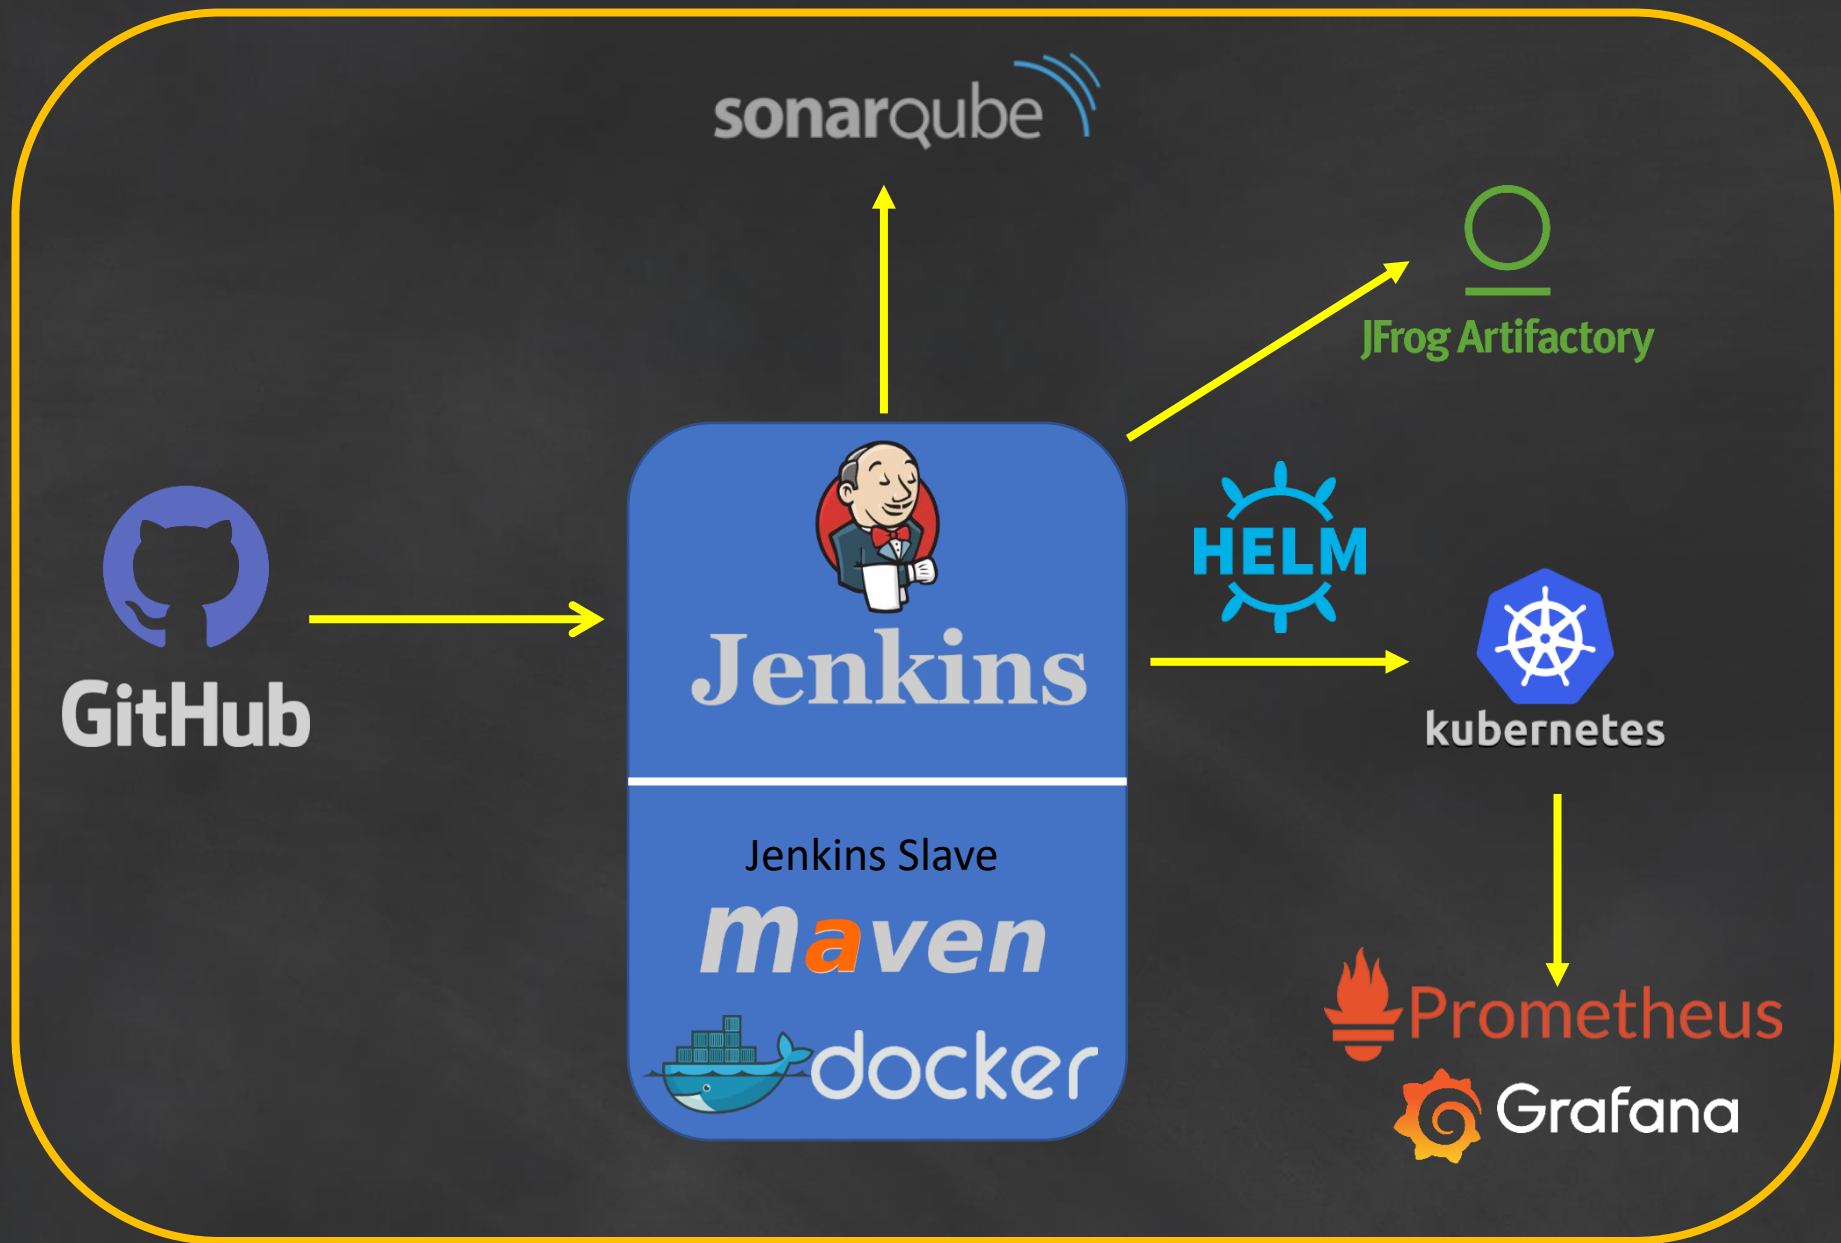 sonarqube
JFrog Artifactory
HELM
GitHub
Jenkins
kubernetes
Jenkins Slave
maven
docker
Prometheus
Grafana